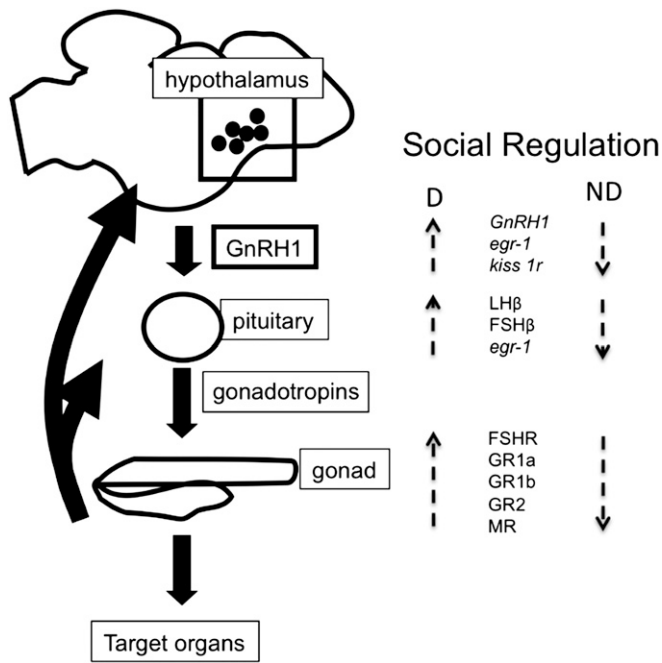 hypothalamus
GnRH1
pituitary
gonadotropins
gonad
Target organs
Social Regulation
D
ND
GnRH1
egr-1
kiss 1r
LHβ
FSHβ
egr-1
FSHR
GR1a
GR1b
GR2
MR